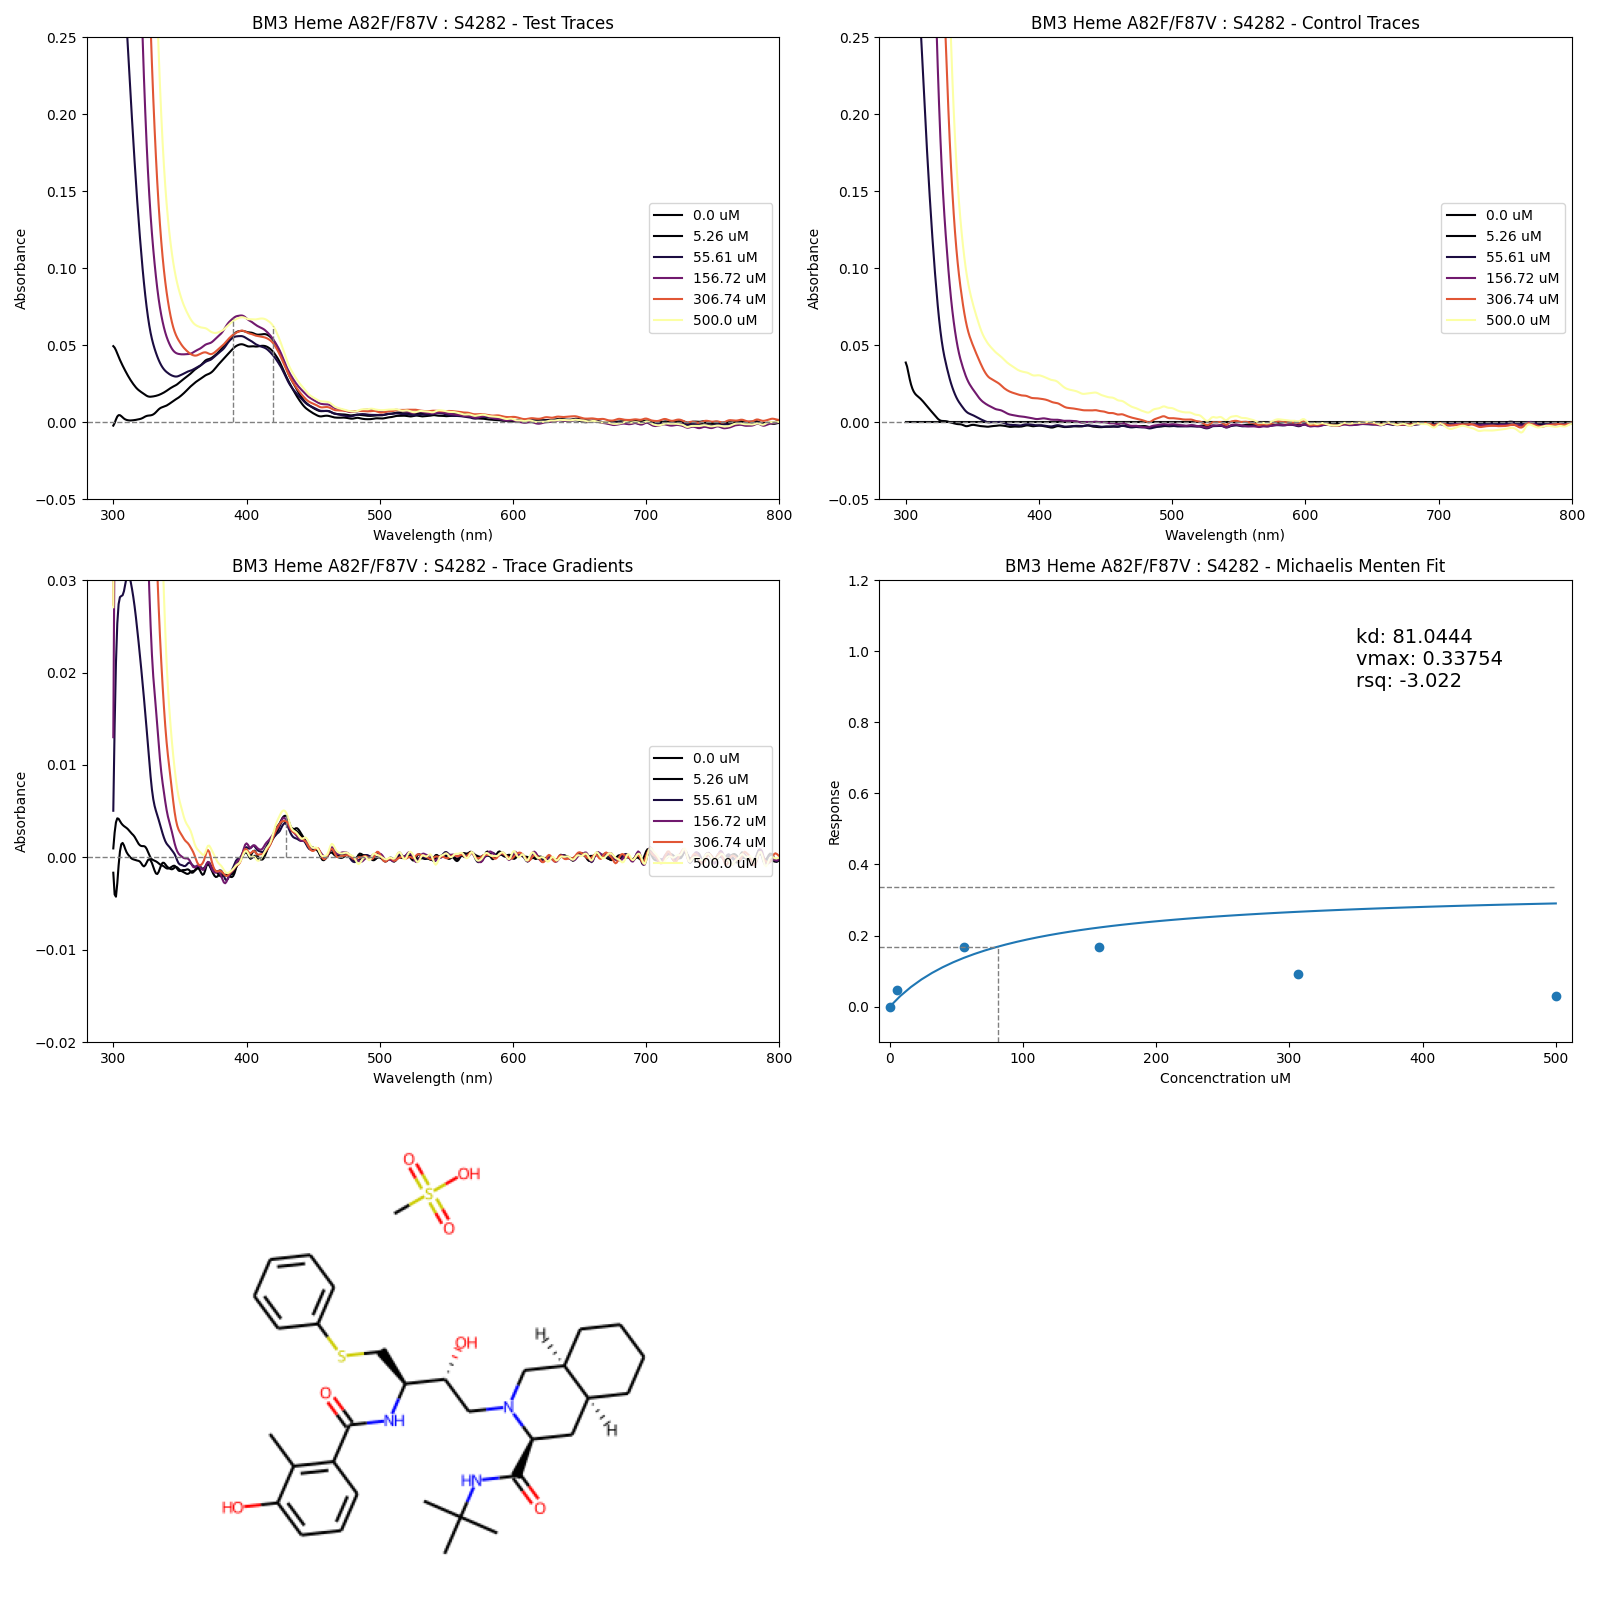 BM3 Heme A82F/F87V : S4282 - Test Traces
0.25
0.20
0.15
0.10
0.05
0.00
−0.05
Absorbance
300 400 500 600 700 800
Wavelength (nm)
0.0 uM
5.26 uM
55.61 uM
156.72 uM
306.74 uM
500.0 uM
BM3 Heme A82F/F87V : S4282 - Control Traces
0.25
0.20
0.15
0.10
0.05
0.00
−0.05
Absorbance
300 400 500 600 700 800
Wavelength (nm)
0.0 uM
5.26 uM
55.61 uM
156.72 uM
306.74 uM
500.0 uM
BM3 Heme A82F/F87V : S4282 - Trace Gradients
0.03
0.02
0.01
0.00
−0.01
−0.02
Absorbance
300 400 500 600 700 800
Wavelength (nm)
0.0 uM
5.26 uM
55.61 uM
156.72 uM
306.74 uM
500.0 uM
BM3 Heme A82F/F87V : S4282 - Michaelis Menten Fit
1.2
1.0
0.8
0.6
0.4
0.2
0.0
Response
0 100 200 300 400 500
Concenctration uM
kd: 81.0444
vmax: 0.33754
rsq: -3.022
O
OH
S
O
H
OH
S
O
N
NH
H
HN
O
HO